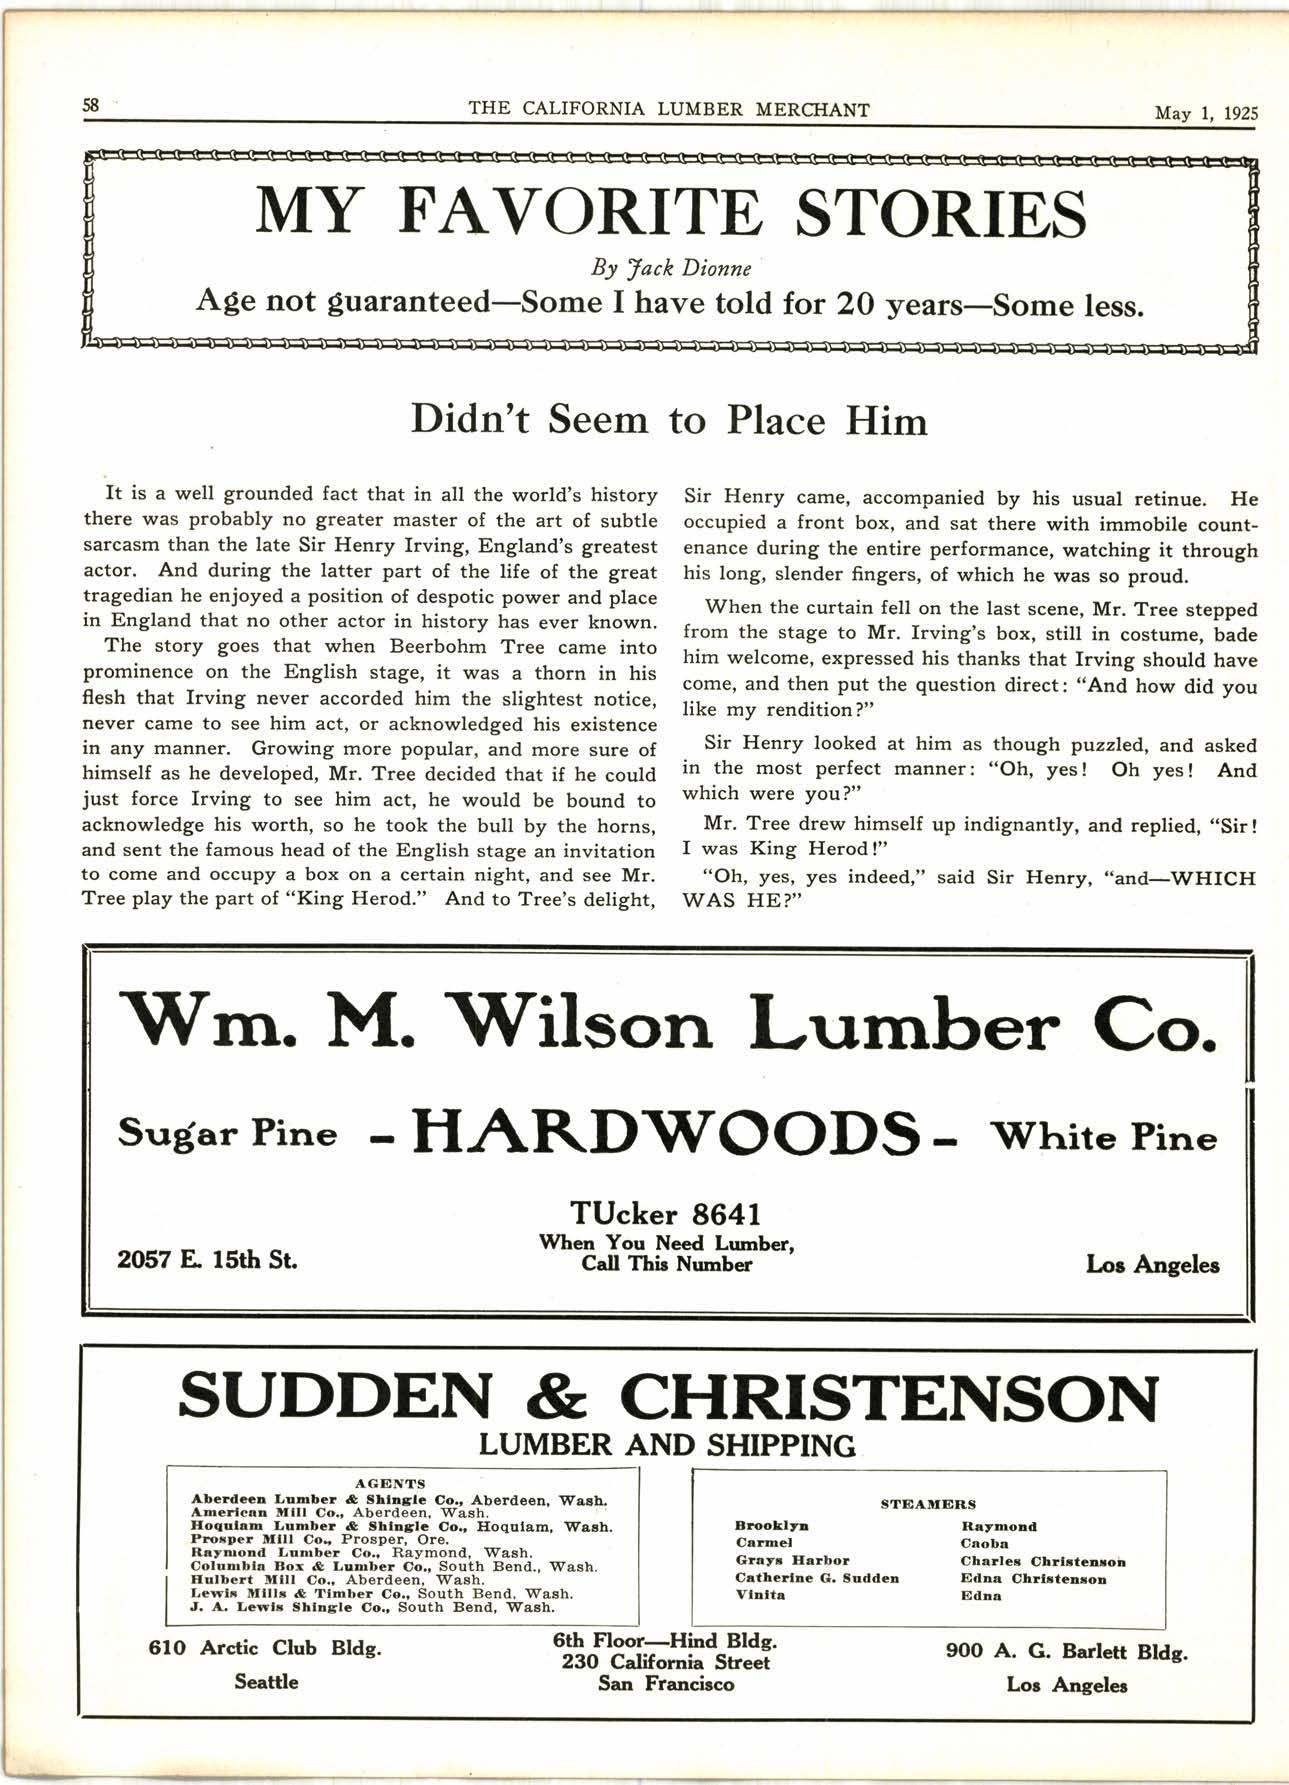 58
THE CALIFORNIA LUMBER MERCHANT
May 1, 1925
MY FAVORITE STORIES
By Jack Dionne
Age not guaranteed—Some I have told for 20 years—Some less.
Didn't Seem to Place Him
It is a well grounded fact that in all the world's history
there was probably no greater master of the art of subtle
sarcasm than the late Sir Henry Irving, England's greatest
actor. And during the latter part of the life of the great
tragedian he enjoyed a position of despotic power and place
in England that no other actor in history has ever known.
The story goes that when Beerbohm Tree came into
prominence on the English stage, it was a thorn in his
flesh that Irving never accorded him the slightest notice,
never came to see him act, or acknowledged his existence
in any manner. Growing more popular, and more sure of
himself as he developed, Mr. Tree decided that if he could
just force Irving to see him act, he would be bound to
acknowledge his worth, so he took the bull by the horns,
and sent the famous head of the English stage an invitation
to come and occupy a box on a certain night, and see Mr.
Tree play the part of "King Herod." And to Tree's delight,
Sir Henry came, accompanied by his usual retinue. He
occupied a front box, and sat there with immobile count-
enance during the entire performance, watching it through
his long, slender fingers, of which he was so proud.
When the curtain fell on the last scene, Mr. Tree stepped
from the stage to Mr. Irving's box, still in costume, bade
him welcome, expressed his thanks that Irving should have
come, and then put the question direct: "And how did you
like my rendition?"
Sir Henry looked at him as though puzzled, and asked
in the most perfect manner: "Oh, yes! Oh yes! And
which were you?"
Mr. Tree drew himself up indignantly, and replied, "Sir!
I was King Herod!"
"Oh, yes, yes indeed," said Sir Henry, "and—WHICH
WAS HE?"
Wm. M. Wilson Lumber Co.
Sugar Pine - HARDWOODS - White Pine
TUcker 8641
When You Need Lumber,
Call This Number
2057 E. 15th St.
Los Angeles
SUDDEN & CHRISTENSON
LUMBER AND SHIPPING
AGENTS
Aberdeen Lumber & Shingle Co., Aberdeen, Wash.
American Mill Co., Aberdeen, Wash.
Hoquiam Lumber & Shingle Co., Hoquiam, Wash.
Prosper Mill Co., Prosper, Ore.
Raymond Lumber Co., Raymond, Wash.
Columbia Box & Lumber Co., South Bend., Wash.
Hulbert Mill Co., Aberdeen, Wash.
Lewis Mills & Timber Co., South Bend, Wash.
J. A. Lewis Shingle Co., South Bend, Wash.
STEAMERS
Brooklyn Raymond
Carmel Caoba
Grays Harbor Charles Christenson
Catherine G. Sudden Edna Christenson
Vinita Edna
610 Arctic Club Bldg.
Seattle
6th Floor—Hind Bldg.
230 California Street
San Francisco
900 A. G. Barlett Bldg.
Los Angeles